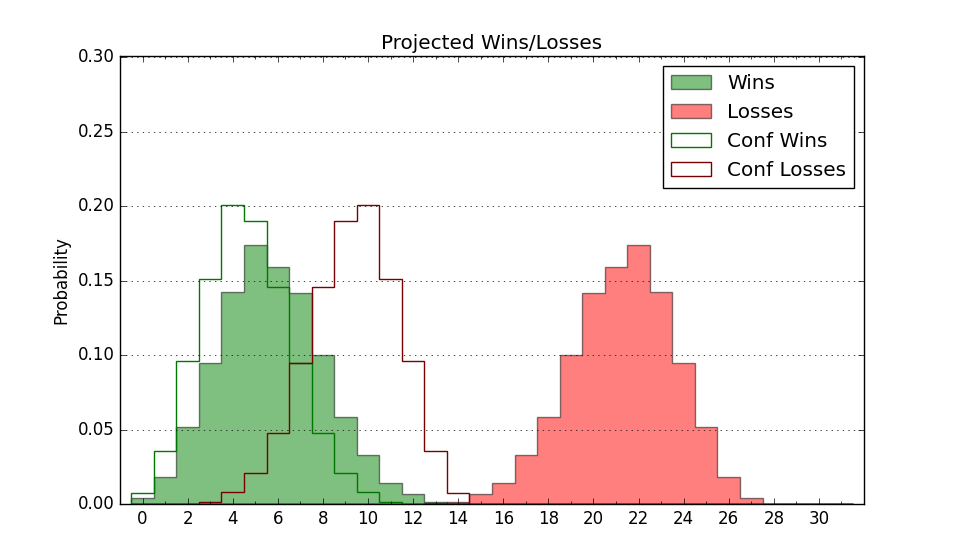 Projected Wins/Losses
0.30
0.25
0.20
0.15
0.10
0.05
0.00
Probability
Wins
Losses
Conf Wins
Conf Losses
0 2 4 6 8 10 12 14 16 18 20 22 24 26 28 30